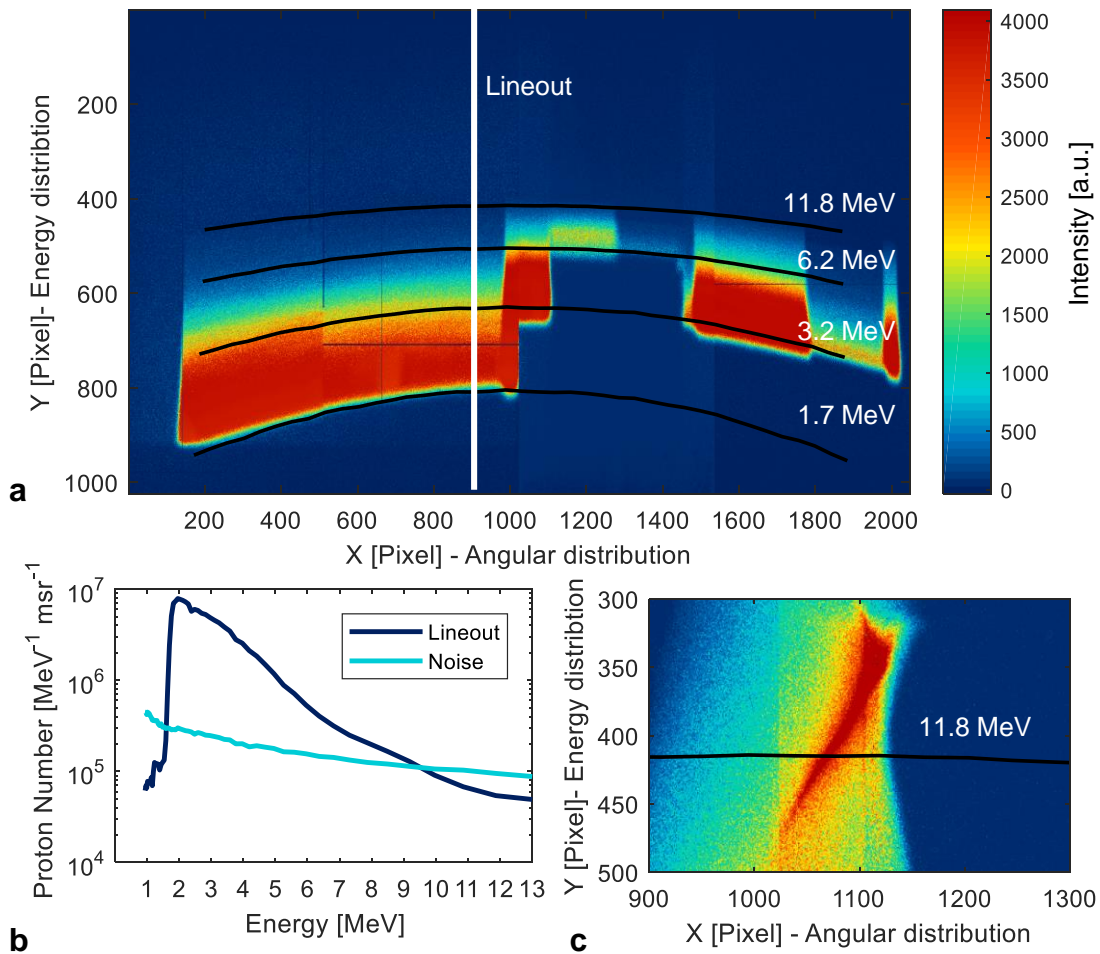 Y [Pixel]- Energy distribtion
200
400
600
800
1000
Lineout
11.8 MeV
6.2 MeV
3.2 MeV
1.7 MeV
200 400 600 800 1000 1200 1400 1600 1800 2000
X [Pixel] - Angular distribution
4000
3500
3000
2500
2000
1500
1000
500
0
Intensity [a.u.]
a
Proton Number [MeV⁻¹ msr⁻¹]
10⁷
10⁶
10⁵
10⁴
Lineout
Noise
1 2 3 4 5 6 7 8 9 10 11 12 13
Energy [MeV]
b
Y [Pixel]- Energy distribtion
300
350
400
450
500
11.8 MeV
900 1000 1100 1200 1300
X [Pixel] - Angular distribution
c